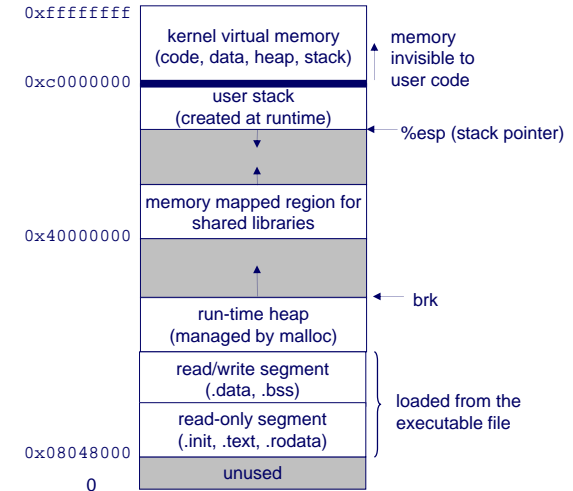 0xffffffff
kernel virtual memory
(code, data, heap, stack)
memory
invisible to
user code
0xc0000000
user stack
(created at runtime)
%esp (stack pointer)
memory mapped region for
shared libraries
0x40000000
brk
run-time heap
(managed by malloc)
read/write segment
(.data, .bss)
loaded from the
executable file
read-only segment
(.init, .text, .rodata)
0x08048000
unused
0